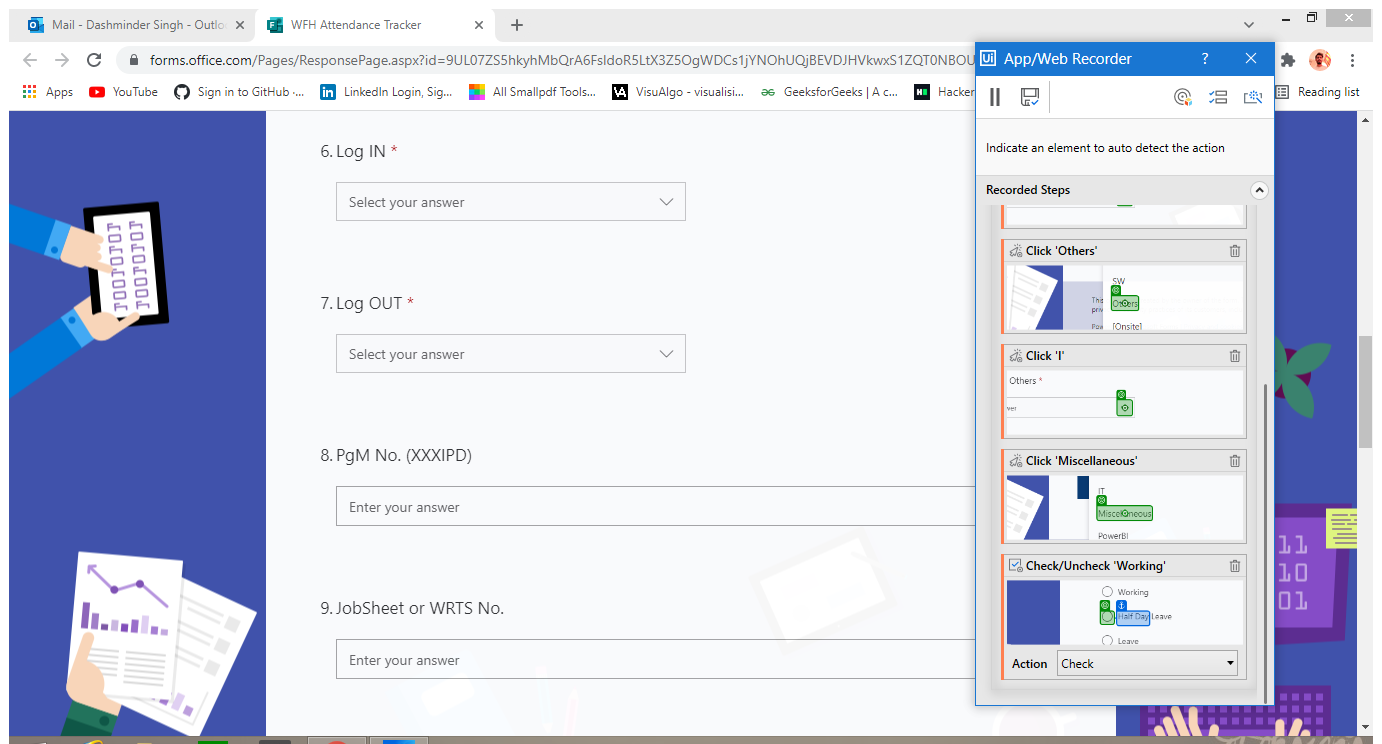 Mail - Dashminder Singh - Outlo
WFH Attendance Tracker
forms.office.com/Pages/ResponsePage.aspx?id=9UL07ZS5hkyhMbQrA6FsIdoR5LtX3Z5OgWDCs1jYNOhUQjBEVDJHVkwxS1ZQT0NBOU
Apps
YouTube
Sign in to GitHub ·...
LinkedIn Login, Sig...
All Smallpdf Tools...
VisuAlgo - visualisi...
GeeksforGeeks | A c...
Hacker
Reading list
6. Log IN *
Select your answer
7. Log OUT *
Select your answer
8. PgM No. (XXXIPD)
Enter your answer
9. JobSheet or WRTS No.
Enter your answer
Ui App/Web Recorder ?
Indicate an element to auto detect the action
Recorded Steps
Click 'Others'
SW
This
Others
priv
Pow
[Onsite]
Click 'I'
Others *
wer
Click 'Miscellaneous'
IT
Miscellaneous
PowerBI
Check/Uncheck 'Working'
Working
Half Day Leave
Leave
Action
Check
11
10
01